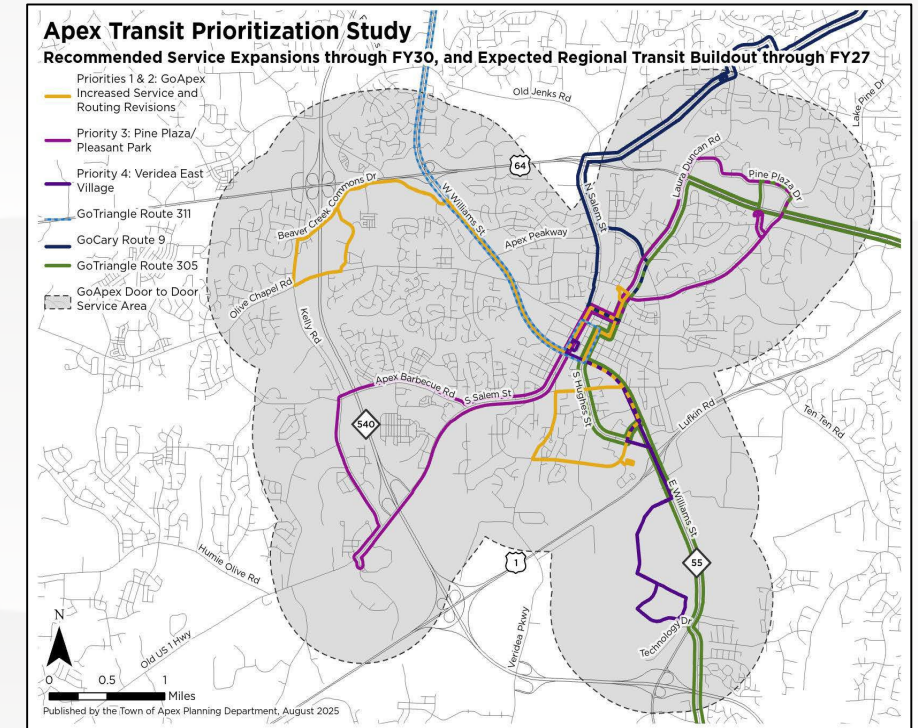 Apex Transit Prioritization Study
Recommended Service Expansions through FY30, and Expected Regional Transit Buildout through FY27
Priorities 1 & 2: GoApex
Increased Service and
Routing Revisions
Priority 3: Pine Plaza/
Pleasant Park
Priority 4: Veridea East
Village
GoTriangle Route 311
GoCary Route 9
GoTriangle Route 305
GoApex Door to Door
Service Area
Old Jenks Rd
Lake Pine Dr
64
Laura Duncan Rd
Pine Plaza Dr
Beaver Creek Commons Dr
W Williams St
N Salem St
Apex Peakway
Olive Chapel Rd
Kelly Rd
Apex Barbecue Rd
S Salem St
S Hughes St
540
Lufkin Rd
Ten Ten Rd
E Williams St
Humie Olive Rd
1
55
Veridea Pkwy
Technology Dr
Old US 1 Hwy
N
0 0.5 1
Miles
Published by the Town of Apex Planning Department, August 2025